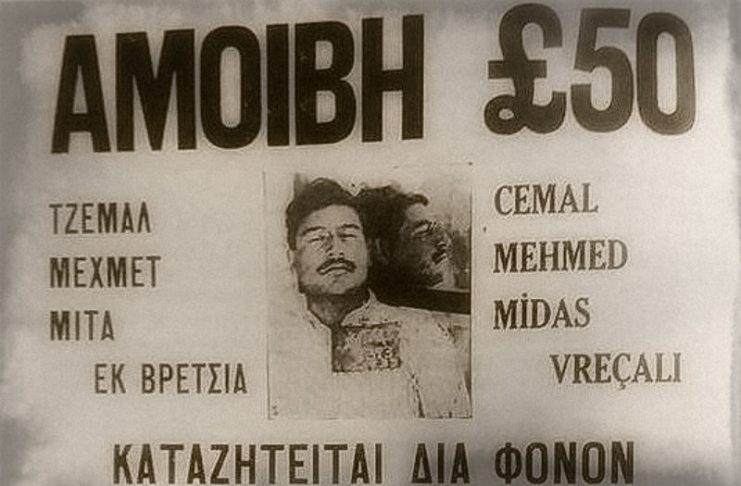 ΑΜΟΙΒΗ £50
ΤΖΕΜΑΛ
ΜΕΧΜΕΤ
ΜΙΤΑ
ΕΚ ΒΡΕΤΣΙΑ
CEMAL
MEHMED
MİDAS
VREÇALI
ΚΑΤΑΖΗΤΕΙΤΑΙ ΔΙΑ ΦΟΝΟΝ